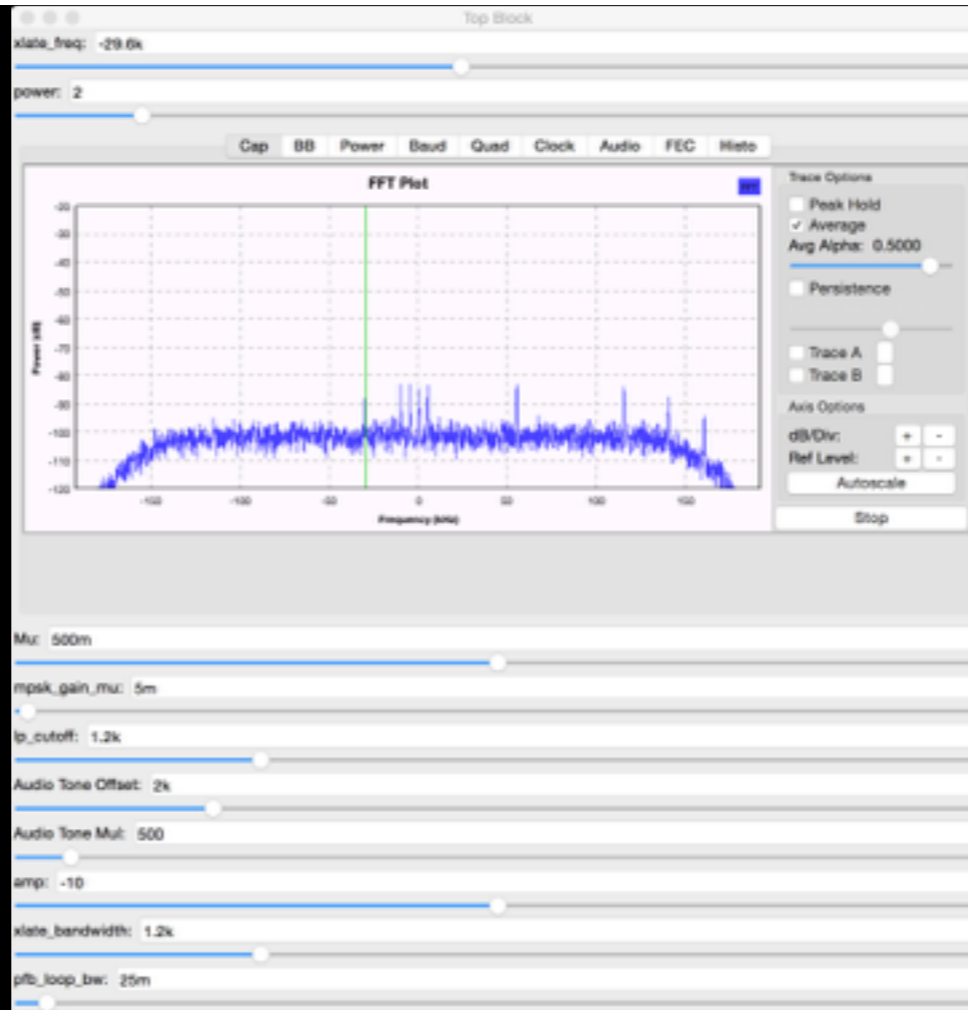 Top Block
xlate_freq: -29.6k
power: 2
Cap BB Power Baud Quad Clock Audio FEC Histo
FFT Plot
Trace Options
Peak Hold
Average
Avg Alpha: 0.5000
Persistence
Trace A
Trace B
Axis Options
dB/Div: + -
Ref Level: + -
Autoscale
Stop
Power (dB)
-20
-30
-40
-50
-60
-70
-80
-90
-100
-110
-120
-150 -100 -50 0 50 100 150
Frequency (kHz)
Mu: 500m
mpsk_gain_mu: 5m
lp_cutoff: 1.2k
Audio Tone Offset: 2k
Audio Tone Mul: 500
amp: -10
xlate_bandwidth: 1.2k
pfb_loop_bw: 25m